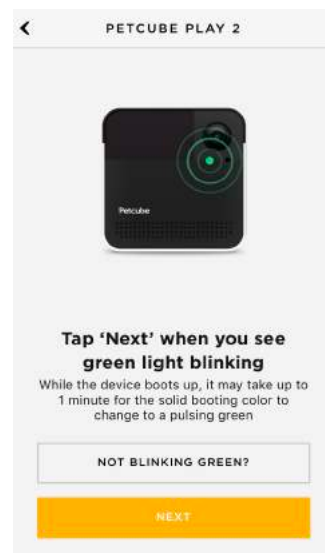 PETCUBE PLAY 2
Petcube
Tap ‘Next’ when you see
green light blinking
While the device boots up, it may take up to
1 minute for the solid booting color to
change to a pulsing green
NOT BLINKING GREEN?
NEXT